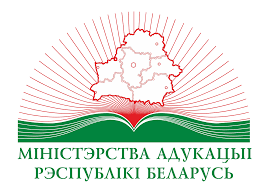 МІНІСТЭРСТВА АДУКАЦЫІ
РЭСПУБЛІКІ БЕЛАРУСЬ